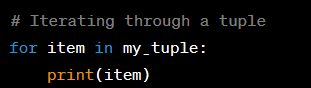 # Iterating through a tuple
for item in my_tuple:
    print(item)